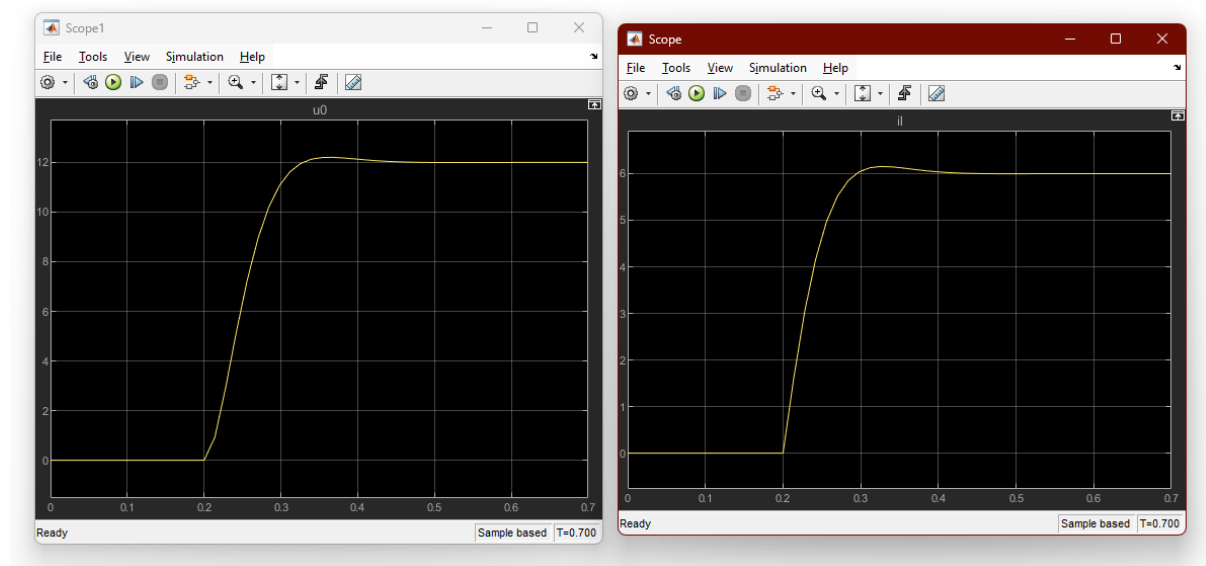 Scope1
File Tools View Simulation Help
u0
12
10
8
6
4
2
0
0 0.1 0.2 0.3 0.4 0.5 0.6 0.7
Ready Sample based T=0.700
Scope
File Tools View Simulation Help
il
6
5
4
3
2
1
0
0 0.1 0.2 0.3 0.4 0.5 0.6 0.7
Ready Sample based T=0.700